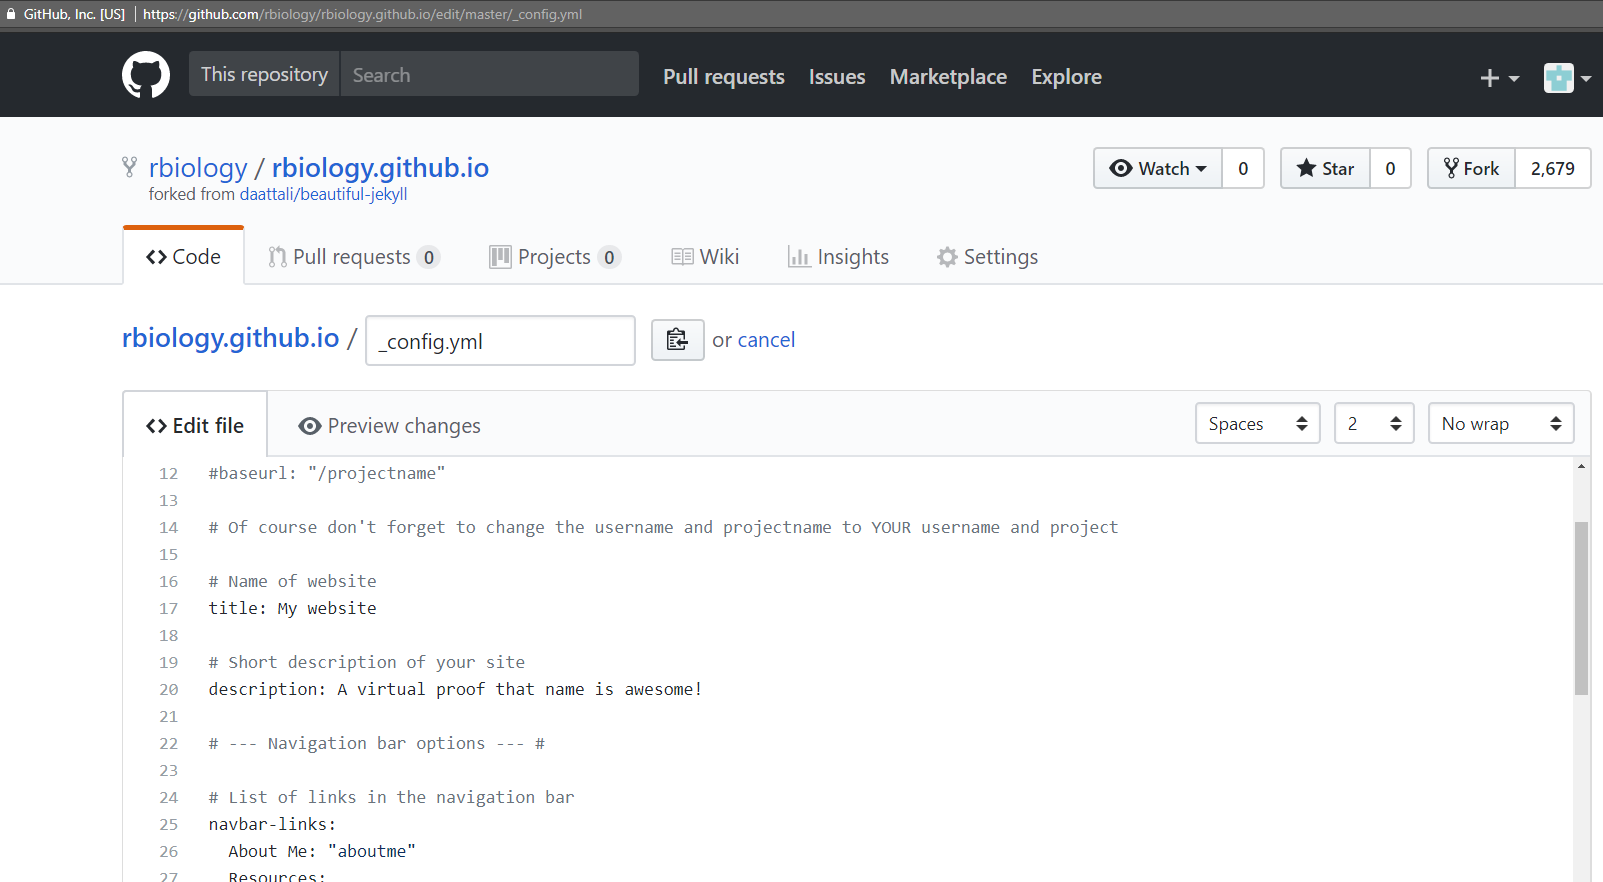 GitHub, Inc. [US] | https://github.com/rbiology/rbiology.github.io/edit/master/_config.yml
This repository Search Pull requests Issues Marketplace Explore
rbiology / rbiology.github.io Watch 0 Star 0 Fork 2,679
forked from daattali/beautiful-jekyll
<> Code Pull requests 0 Projects 0 Wiki Insights Settings
rbiology.github.io / _config.yml or cancel
<> Edit file Preview changes Spaces 2 No wrap
12 #baseurl: "/projectname"
13
14 # Of course don't forget to change the username and projectname to YOUR username and project
15
16 # Name of website
17 title: My website
18
19 # Short description of your site
20 description: A virtual proof that name is awesome!
21
22 # --- Navigation bar options --- #
23
24 # List of links in the navigation bar
25 navbar-links:
26 About Me: "aboutme"
27 Resources: